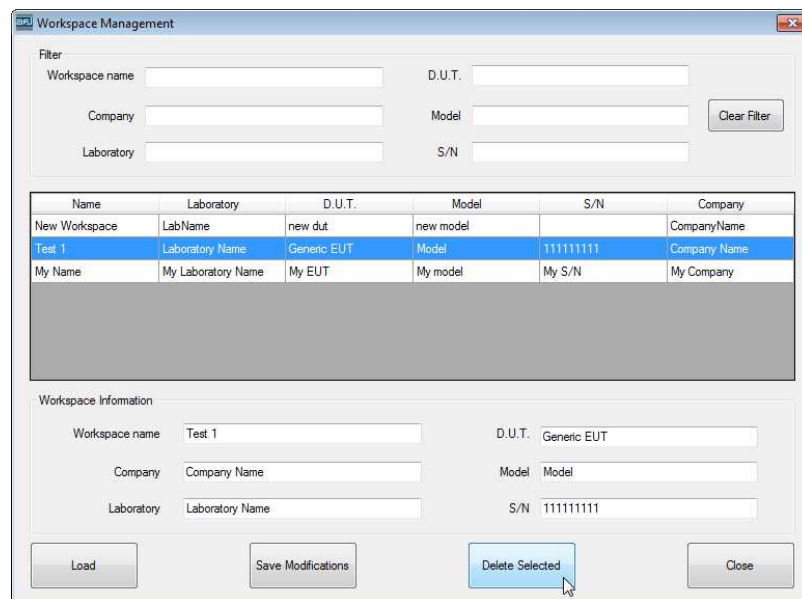 Workspace Management
Filter
Workspace name D.U.T.
Company Model Clear Filter
Laboratory S/N
Name Laboratory D.U.T. Model S/N Company
New Workspace LabName new dut new model CompanyName
Test 1 Laboratory Name Generic EUT Model 111111111 Company Name
My Name My Laboratory Name My EUT My model My S/N My Company
Workspace Information
Workspace name Test 1 D.U.T. Generic EUT
Company Company Name Model Model
Laboratory Laboratory Name S/N 111111111
Load Save Modifications Delete Selected Close